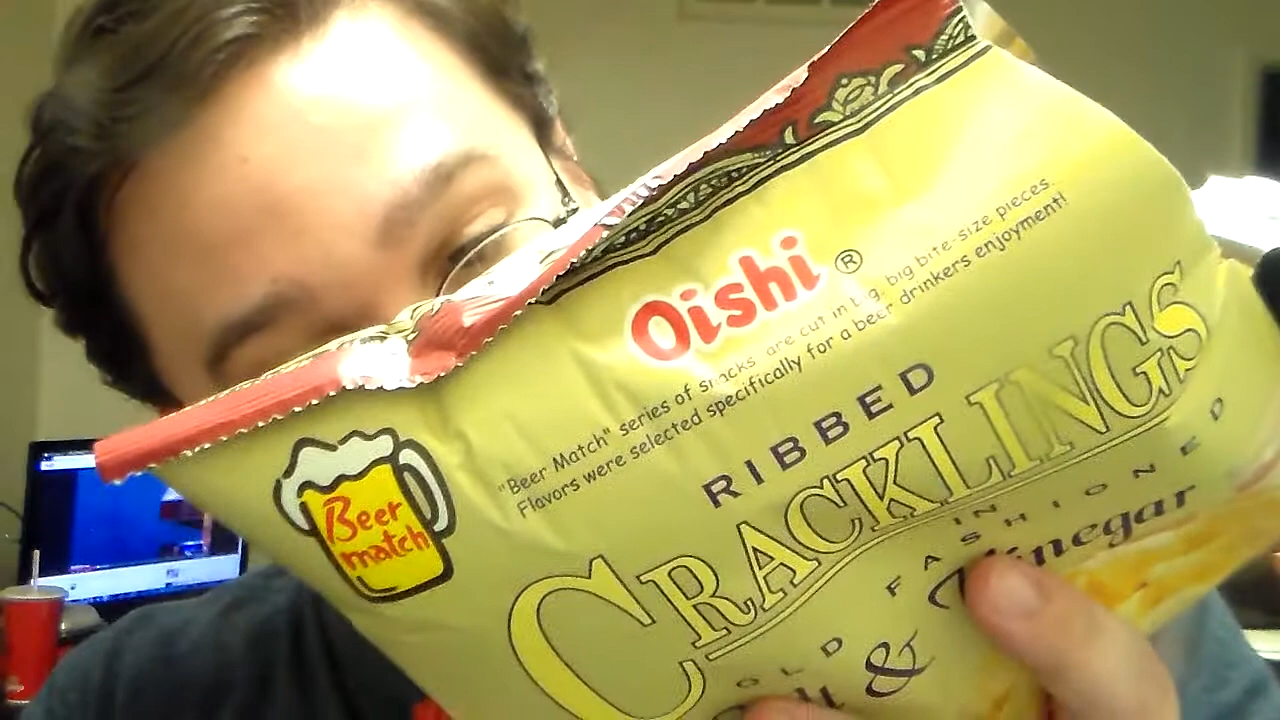 Oishi ®
"Beer Match" series of snacks are cut in big, big bite-size pieces.
Flavors were selected specifically for a beer drinkers enjoyment!
Beer
match
RIBBED
CRACKLINGS
IN
OLD FASHIONED
& Vinegar